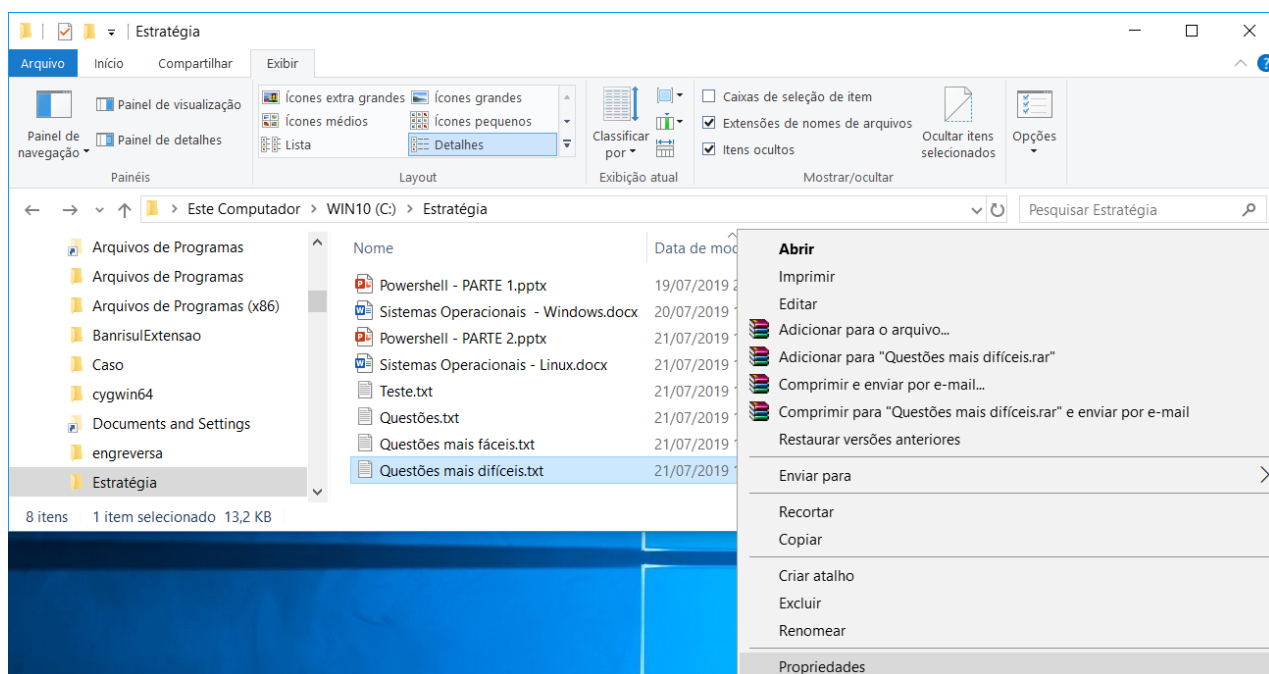 Estratégia
Arquivo Início Compartilhar Exibir
Painel de navegação
Painel de visualização
Painel de detalhes
Painéis
Ícones extra grandes Ícones grandes
Ícones médios Ícones pequenos
Lista Detalhes
Layout
Classificar por
Exibição atual
Caixas de seleção de item
Extensões de nomes de arquivos
Itens ocultos
Ocultar itens selecionados
Mostrar/ocultar
Opções
Este Computador > WIN10 (C:) > Estratégia
Pesquisar Estratégia
Arquivos de Programas
Arquivos de Programas
Arquivos de Programas (x86)
BanrisulExtensao
Caso
cygwin64
Documents and Settings
engreversa
Estratégia
Nome Data de
Powershell - PARTE 1.pptx 19/07/2019
Sistemas Operacionais - Windows.docx 20/07/2019
Powershell - PARTE 2.pptx 21/07/2019
Sistemas Operacionais - Linux.docx 21/07/2019
Teste.txt 21/07/2019
Questões.txt 21/07/2019
Questões mais fáceis.txt 21/07/2019
Questões mais difíceis.txt 21/07/2019
8 itens 1 item selecionado 13,2 KB
Abrir
Imprimir
Editar
Adicionar para o arquivo...
Adicionar para "Questões mais difíceis.rar"
Comprimir e enviar por e-mail...
Comprimir para "Questões mais difíceis.rar" e enviar por e-mail
Restaurar versões anteriores
Enviar para
Recortar
Copiar
Criar atalho
Excluir
Renomear
Propriedades